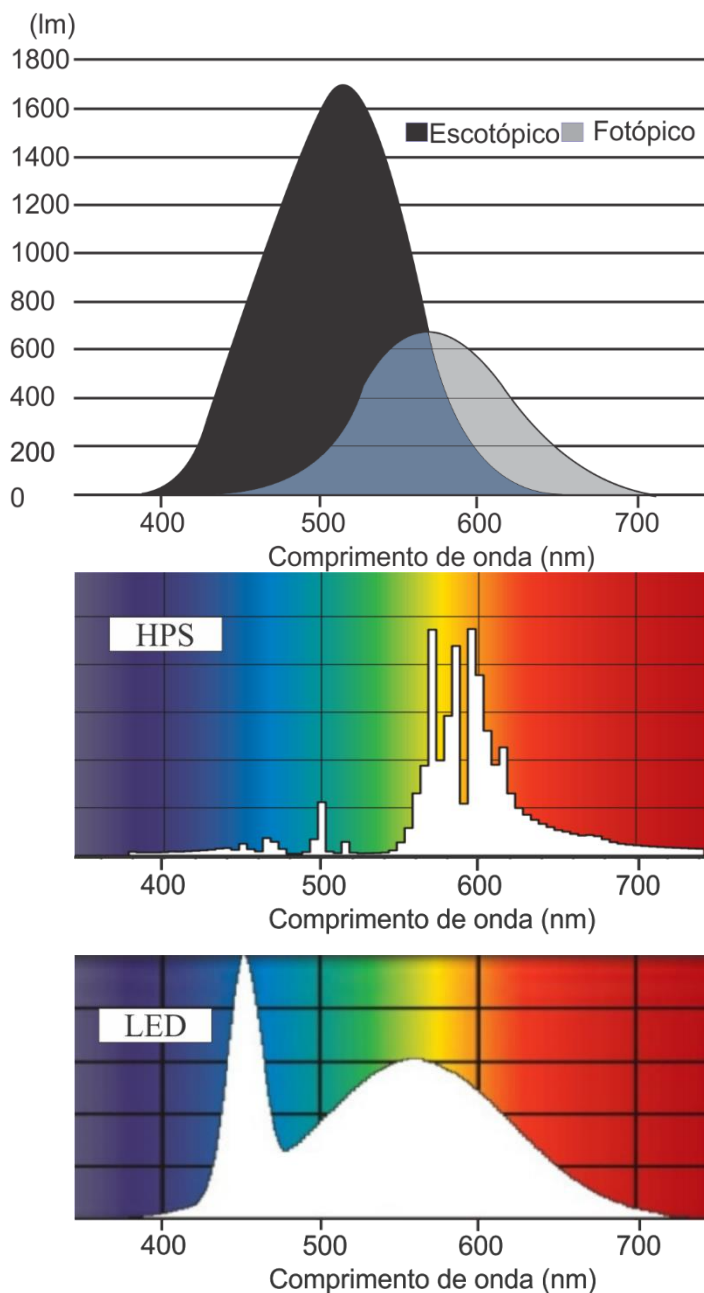 (lm)
1800
1600
Escotópico Fotópico
1400
1200
1000
800
600
400
200
0
400 500 600 700
Comprimento de onda (nm)
HPS
400 500 600 700
Comprimento de onda (nm)
LED
400 500 600 700
Comprimento de onda (nm)